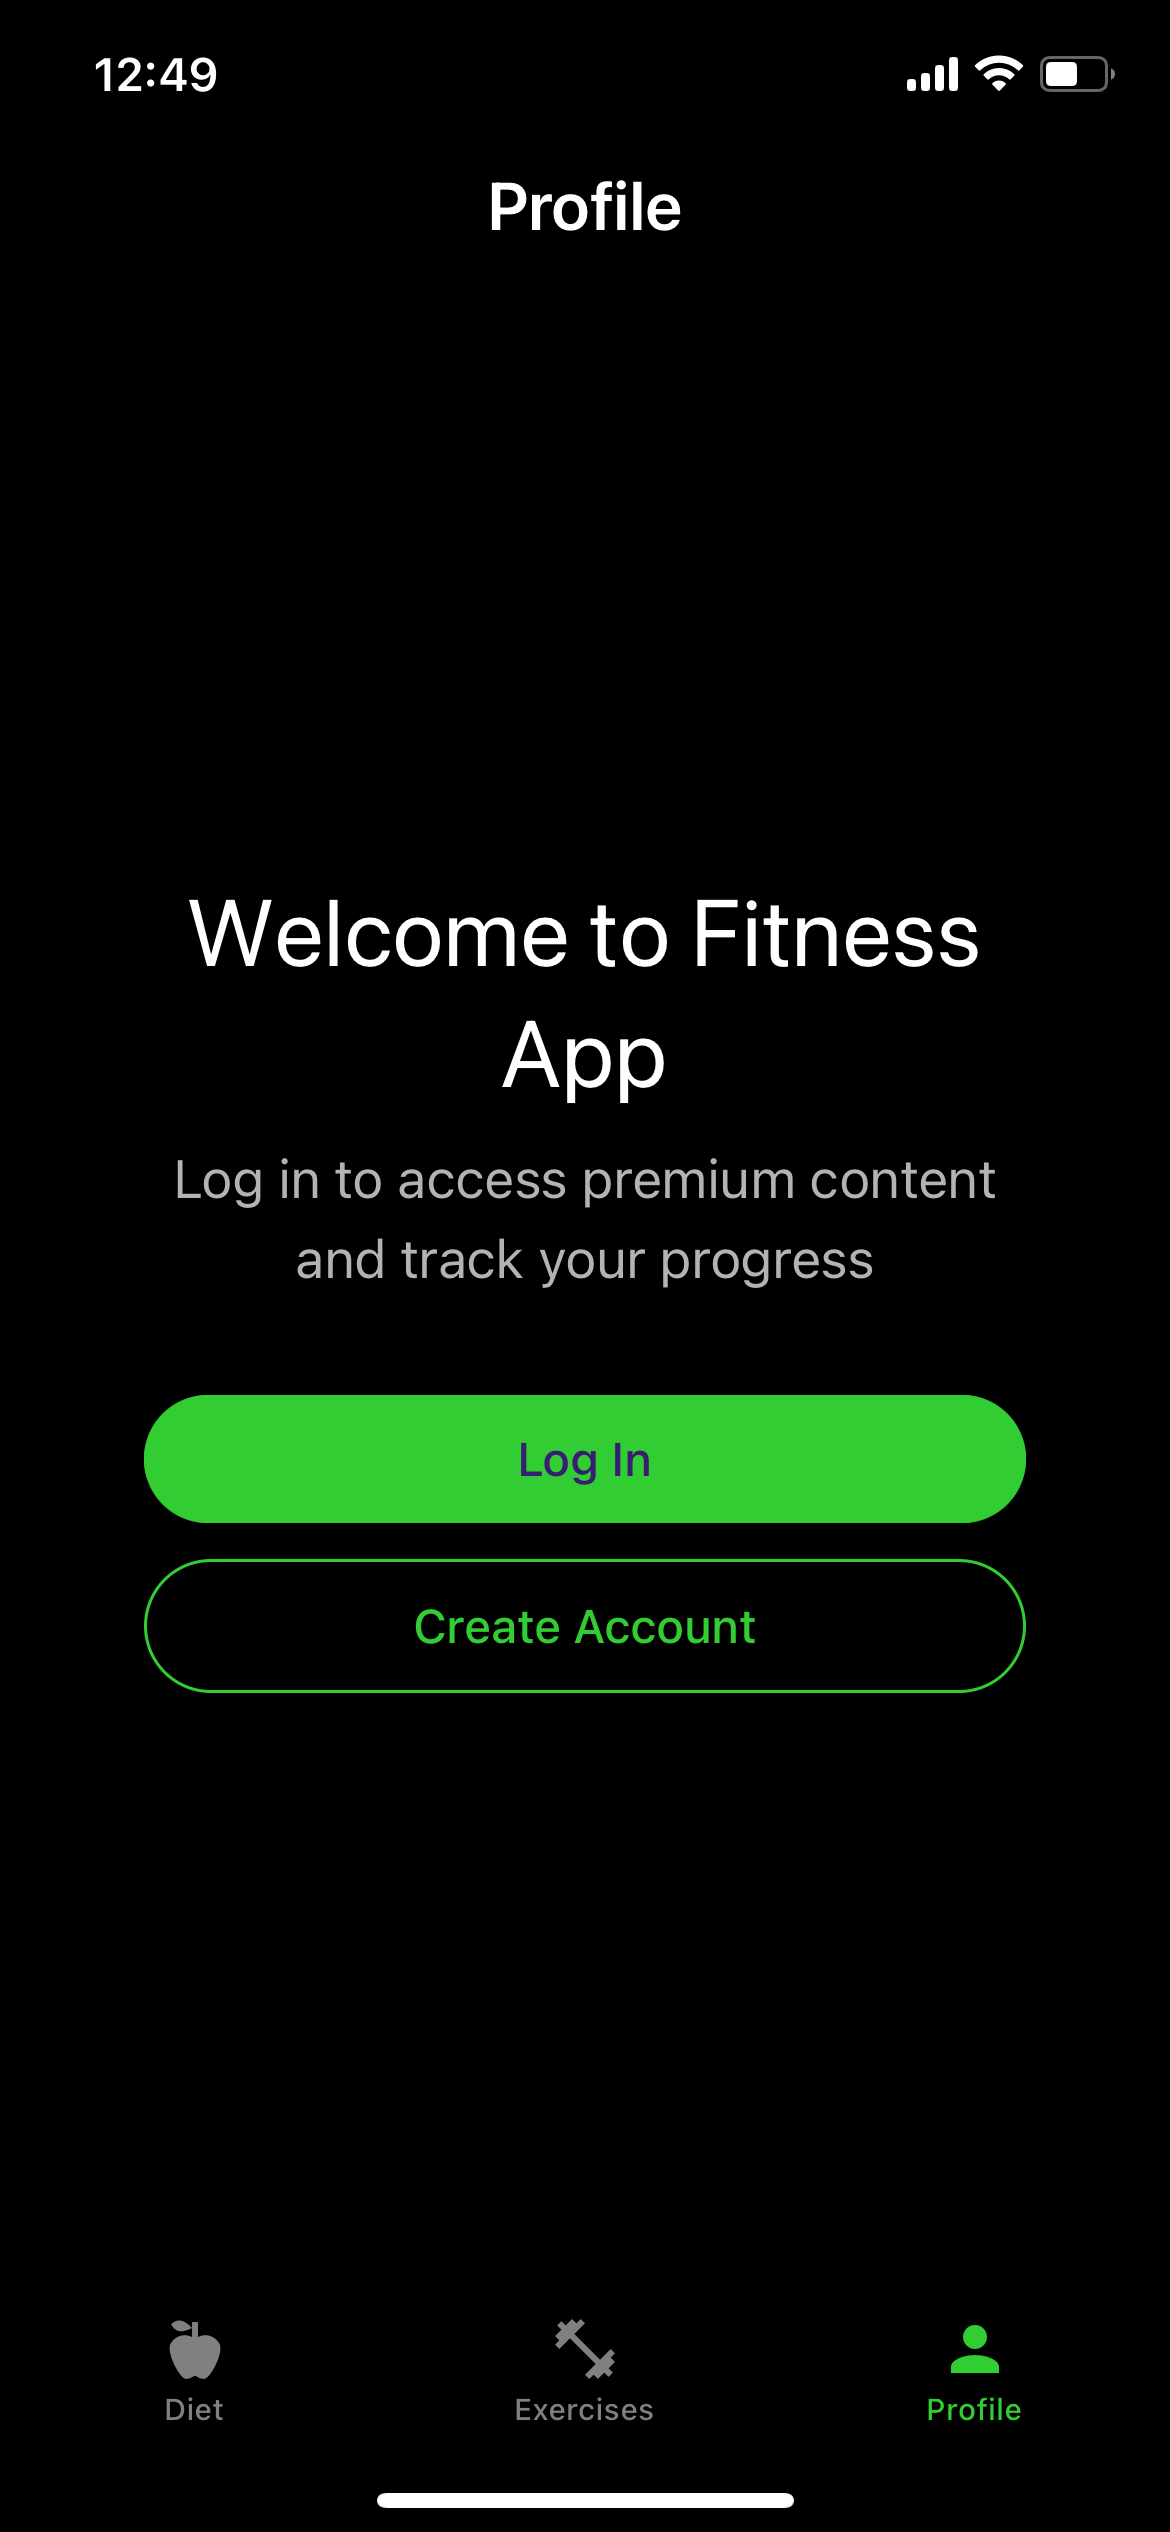 12:49
Profile
Welcome to Fitness
App
Log in to access premium content
and track your progress
Log In
Create Account
Diet
Exercises
Profile